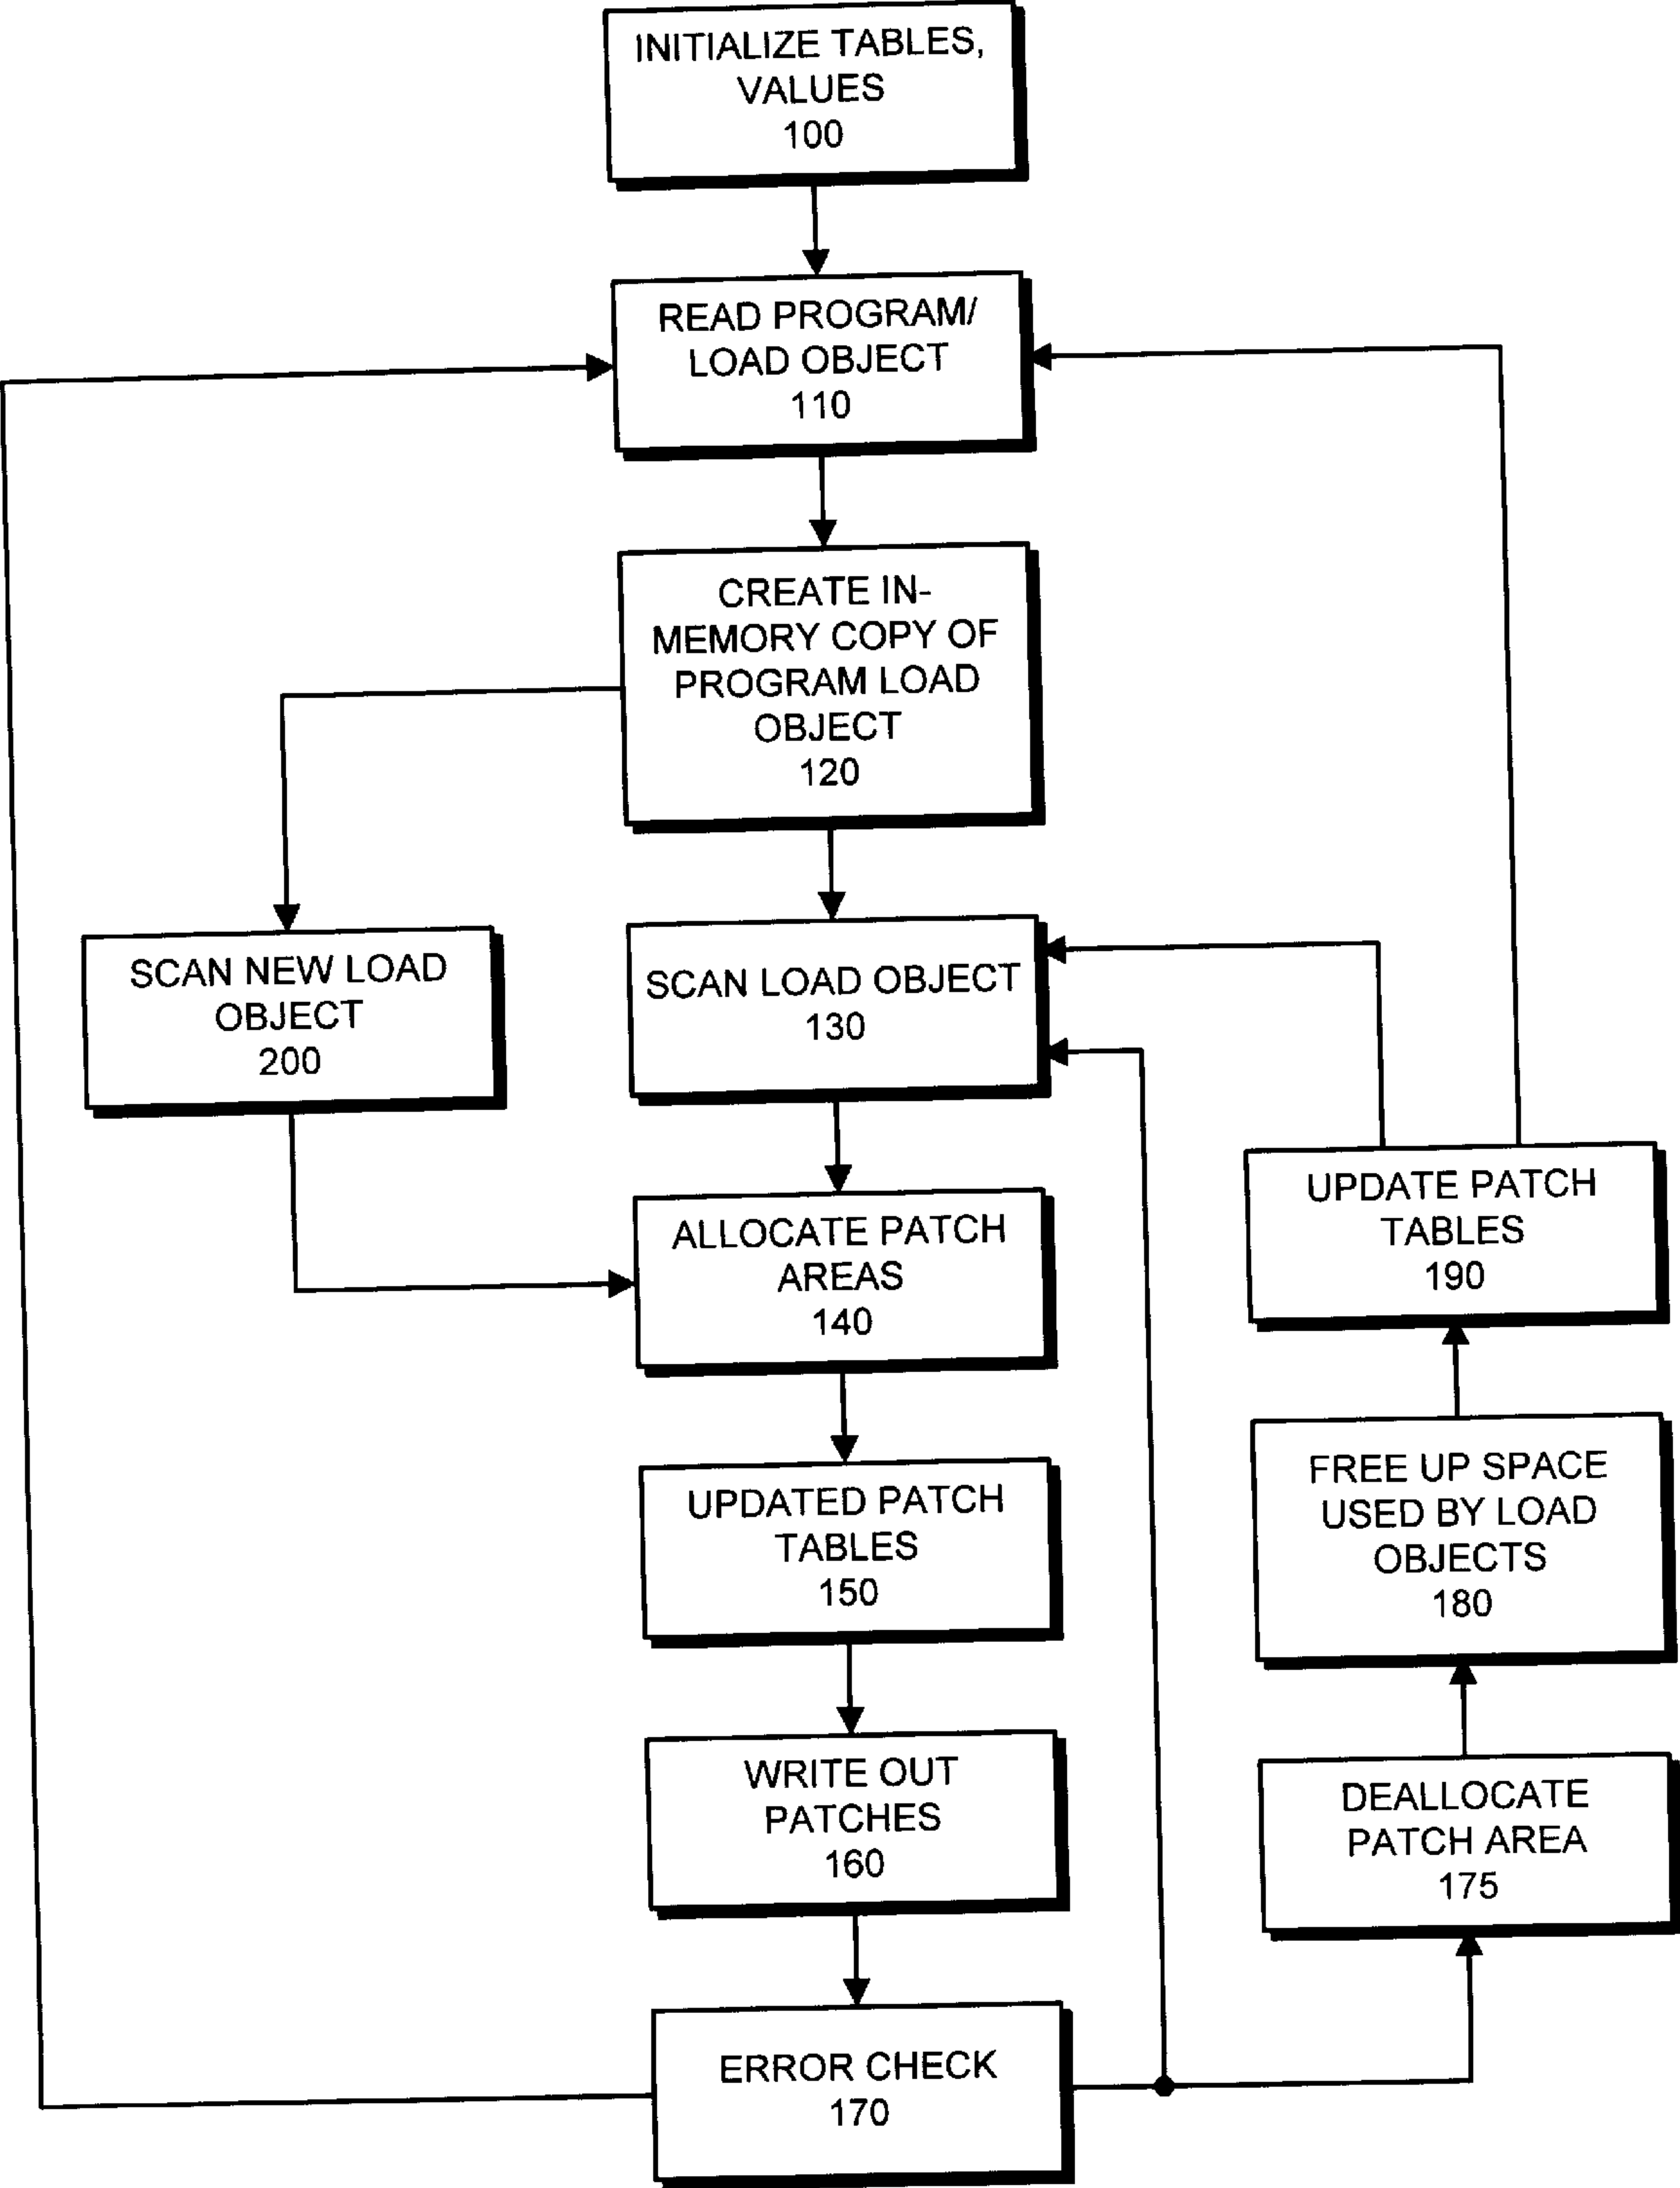 INITIALIZE TABLES,
VALUES
100
READ PROGRAM/
LOAD OBJECT
110
CREATE IN-
MEMORY COPY OF
PROGRAM LOAD
OBJECT
120
SCAN NEW LOAD
OBJECT
200
SCAN LOAD OBJECT
130
ALLOCATE PATCH
AREAS
140
UPDATE PATCH
TABLES
190
UPDATED PATCH
TABLES
150
FREE UP SPACE
USED BY LOAD
OBJECTS
180
WRITE OUT
PATCHES
160
DEALLOCATE
PATCH AREA
175
ERROR CHECK
170